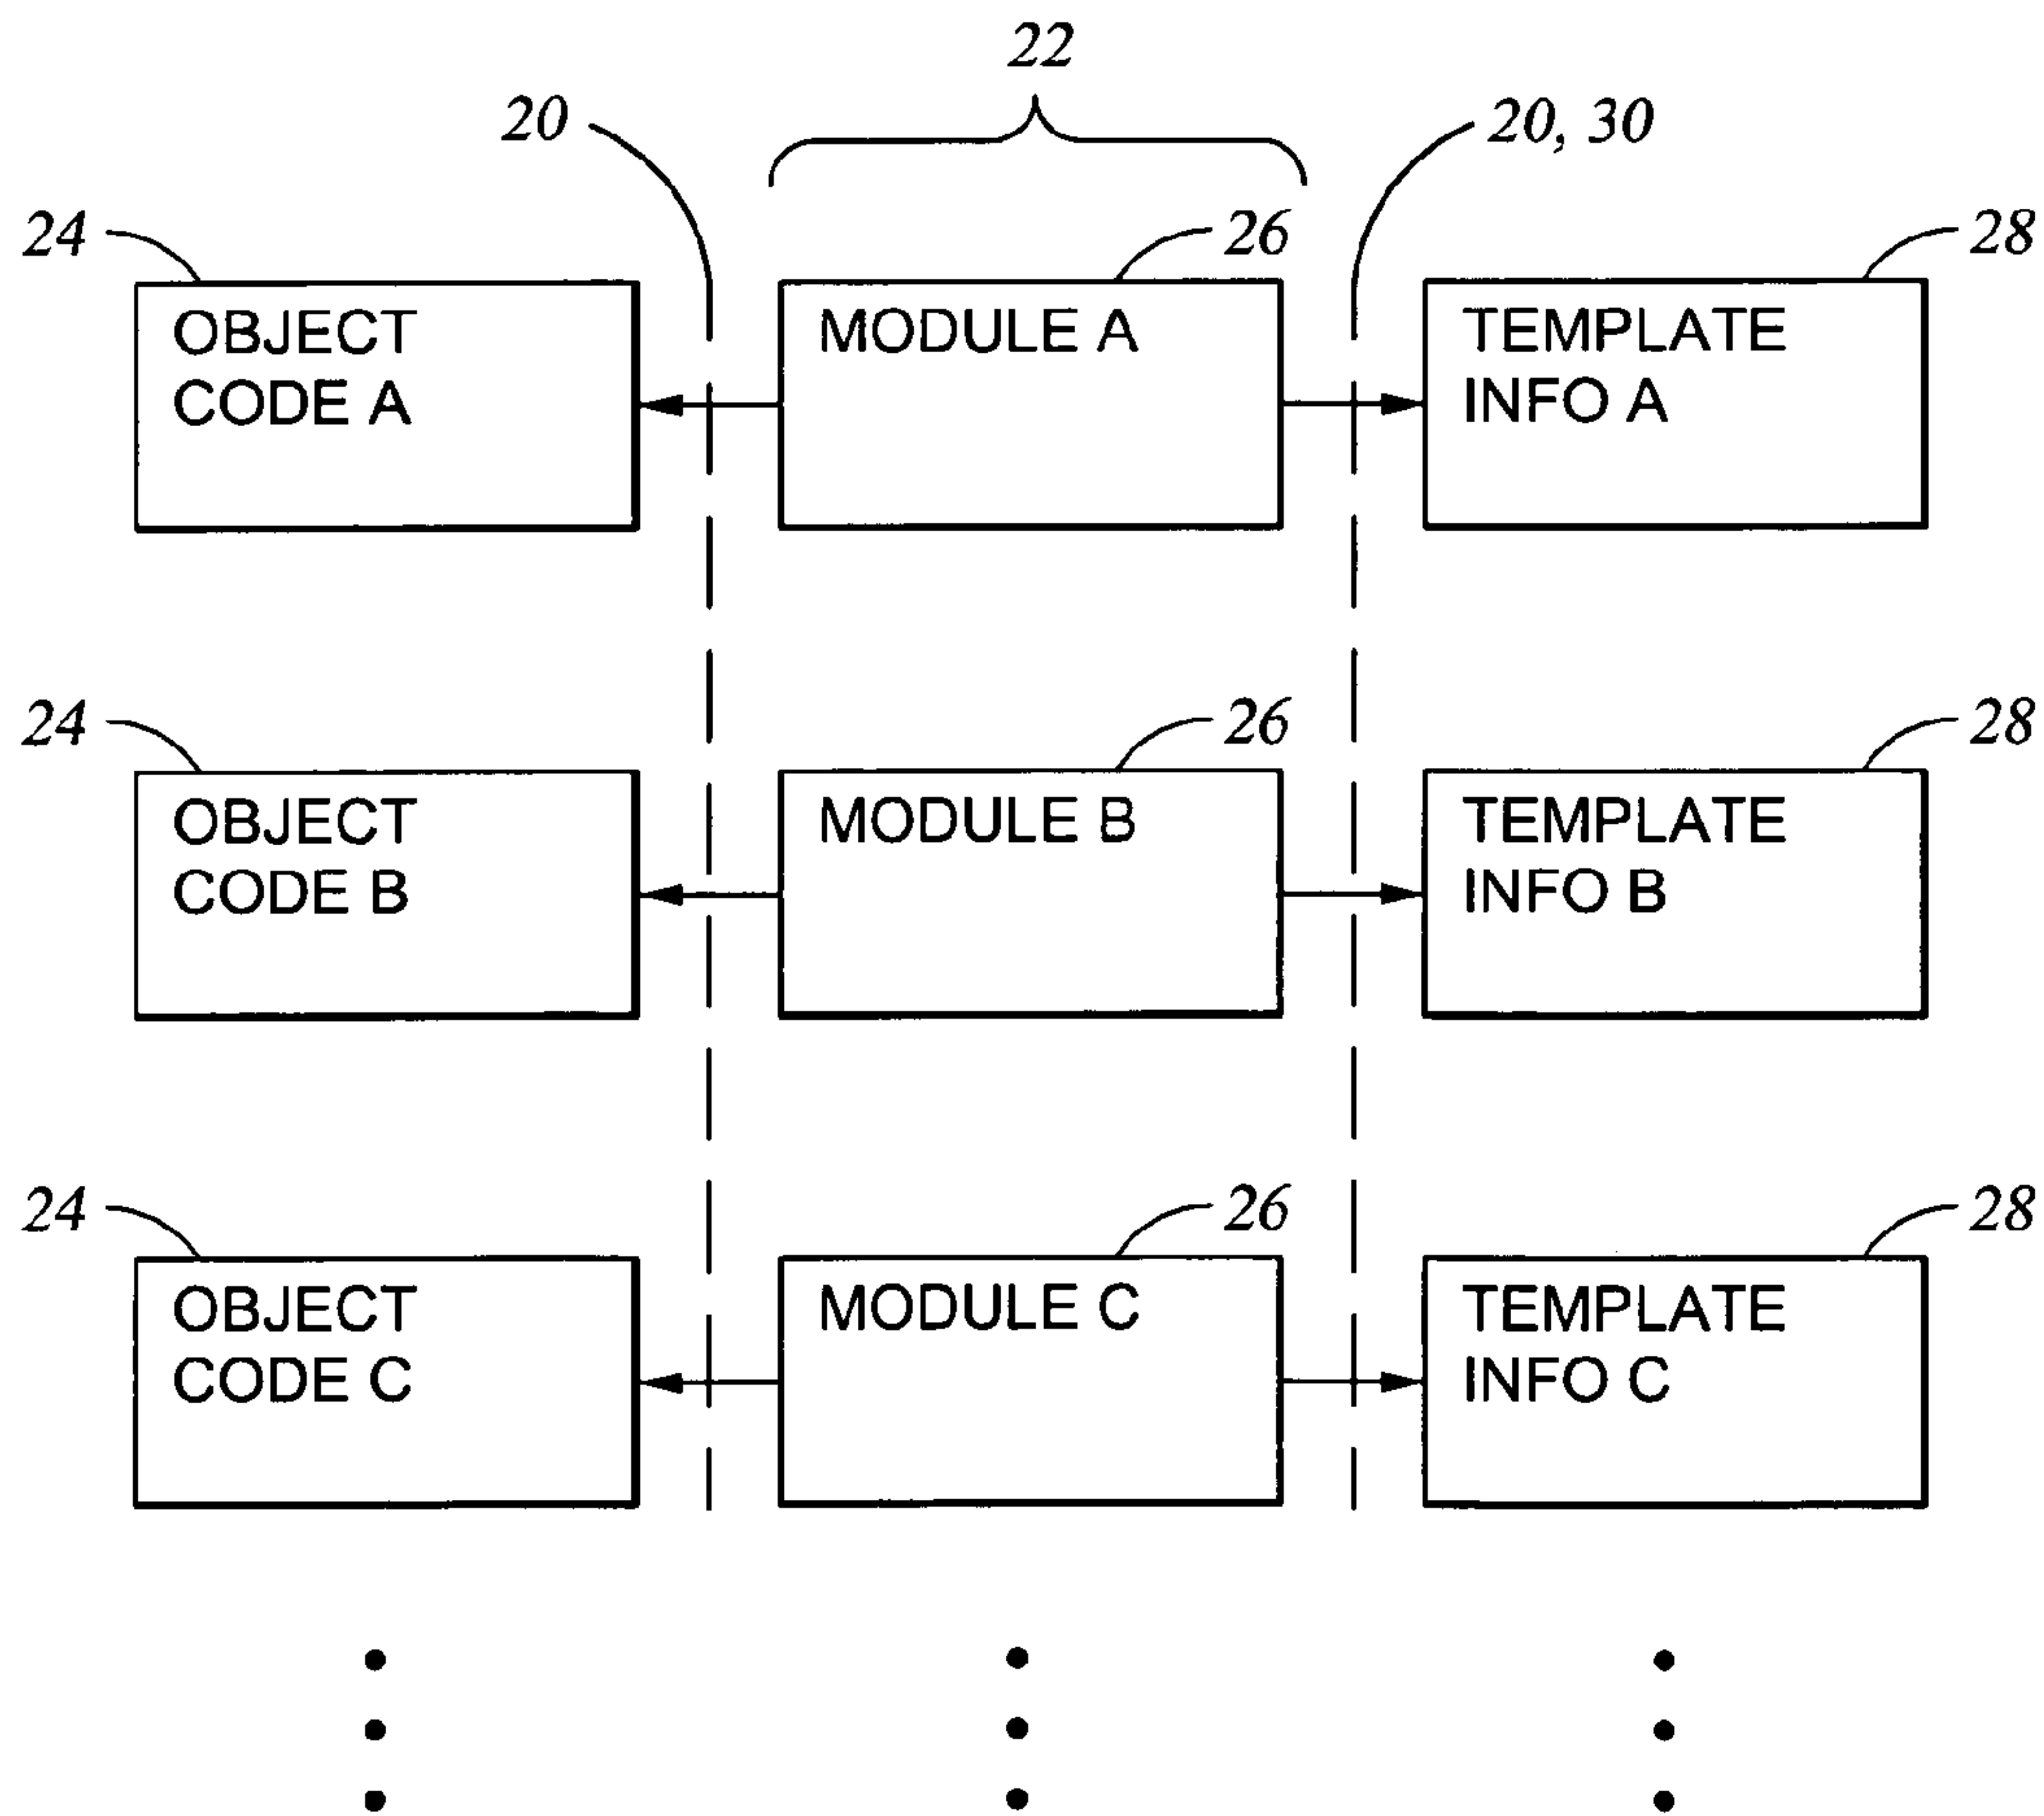 22
20
20, 30
24
26
28
OBJECT
CODE A
MODULE A
TEMPLATE
INFO A
24
26
28
OBJECT
CODE B
MODULE B
TEMPLATE
INFO B
24
26
28
OBJECT
CODE C
MODULE C
TEMPLATE
INFO C